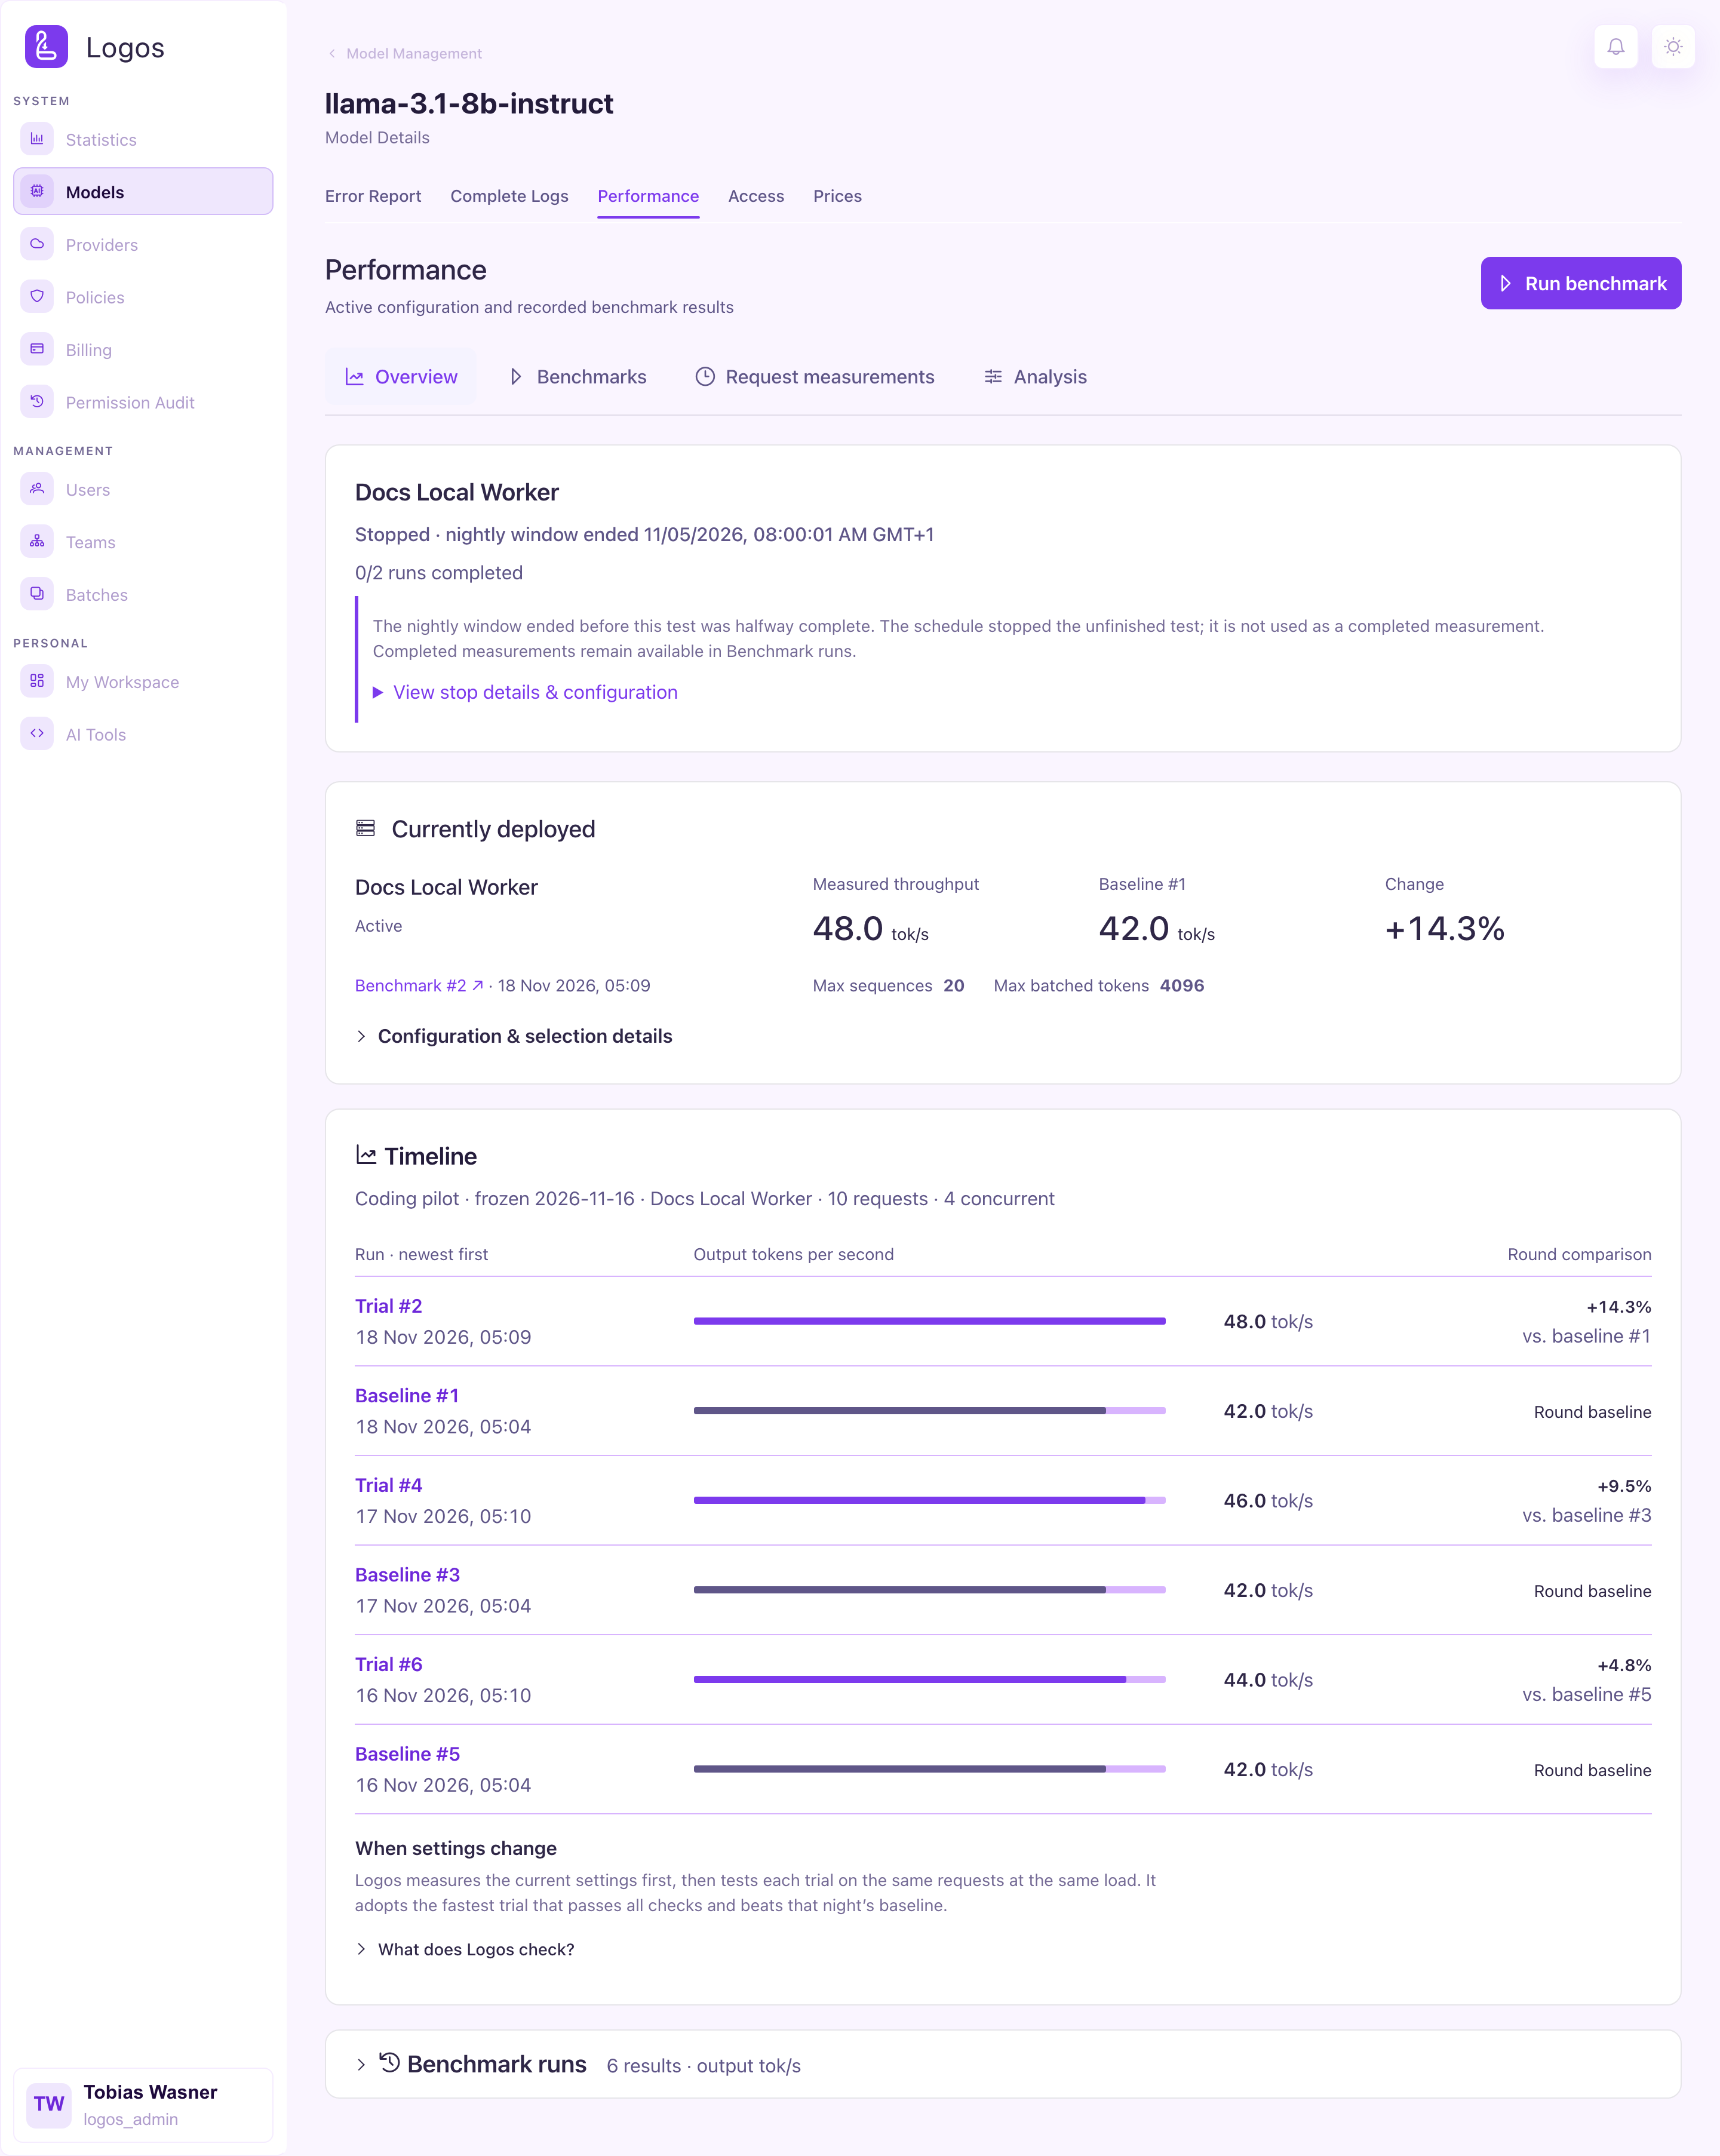 Logos
SYSTEM
Statistics
Models
Providers
Policies
Billing
Permission Audit
MANAGEMENT
Users
Teams
Batches
PERSONAL
My Workspace
AI Tools
TW
Tobias Wasner
logos_admin
Model Management
llama-3.1-8b-instruct
Model Details
Error Report Complete Logs Performance Access Prices
Performance
Active configuration and recorded benchmark results
Run benchmark
Overview Benchmarks Request measurements Analysis
Docs Local Worker
Stopped · nightly window ended 11/05/2026, 08:00:01 AM GMT+1
0/2 runs completed
The nightly window ended before this test was halfway complete. The schedule stopped the unfinished test; it is not used as a completed measurement.
Completed measurements remain available in Benchmark runs.
View stop details & configuration
Currently deployed
Docs Local Worker
Active
Measured throughput
48.0 tok/s
Baseline #1
42.0 tok/s
Change
+14.3%
Benchmark #2 ↗ · 18 Nov 2026, 05:09
Max sequences 20 Max batched tokens 4096
Configuration & selection details
Timeline
Coding pilot · frozen 2026-11-16 · Docs Local Worker · 10 requests · 4 concurrent
Run · newest first Output tokens per second Round comparison
Trial #2
18 Nov 2026, 05:09
48.0 tok/s
+14.3%
vs. baseline #1
Baseline #1
18 Nov 2026, 05:04
42.0 tok/s
Round baseline
Trial #4
17 Nov 2026, 05:10
46.0 tok/s
+9.5%
vs. baseline #3
Baseline #3
17 Nov 2026, 05:04
42.0 tok/s
Round baseline
Trial #6
16 Nov 2026, 05:10
44.0 tok/s
+4.8%
vs. baseline #5
Baseline #5
16 Nov 2026, 05:04
42.0 tok/s
Round baseline
When settings change
Logos measures the current settings first, then tests each trial on the same requests at the same load. It
adopts the fastest trial that passes all checks and beats that night’s baseline.
What does Logos check?
Benchmark runs 6 results · output tok/s